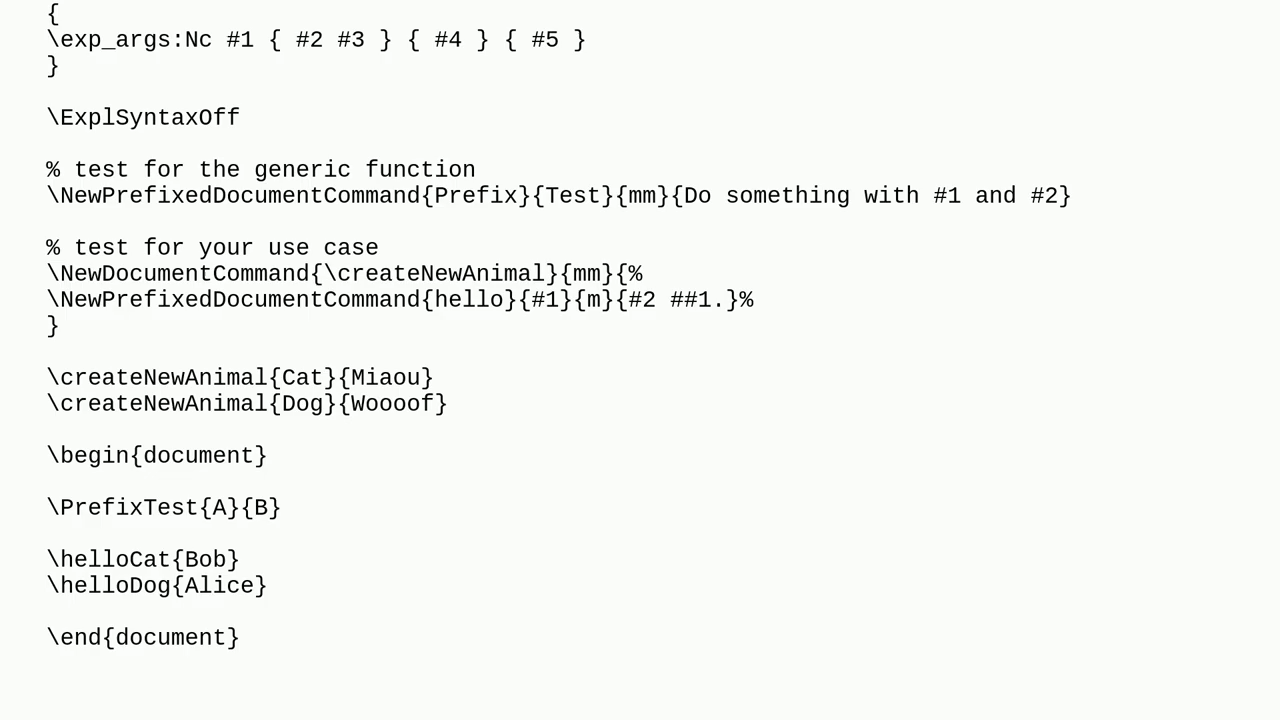 {
\exp_args:Nc #1 { #2 #3 } { #4 } { #5 }
}
\ExplSyntaxOff
% test for the generic function
\NewPrefixedDocumentCommand{Prefix}{Test}{mm}{Do something with #1 and #2}
% test for your use case
\NewDocumentCommand{\createNewAnimal}{mm}{%
\NewPrefixedDocumentCommand{hello}{#1}{m}{#2 ##1.}%
}
\createNewAnimal{Cat}{Miaou}
\createNewAnimal{Dog}{Woooof}
\begin{document}
\PrefixTest{A}{B}
\helloCat{Bob}
\helloDog{Alice}
\end{document}